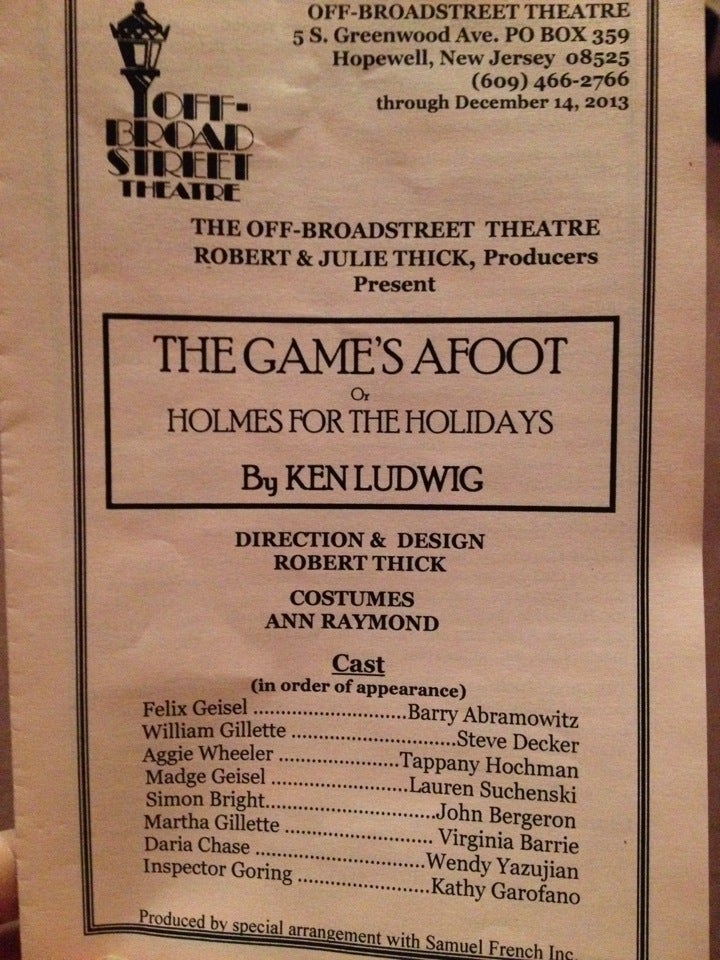 OFF-BROADSTREET THEATRE
5 S. Greenwood Ave. PO BOX 359
Hopewell, New Jersey 08525
(609) 466-2766
through December 14, 2013
OFF-
BROAD
STREET
THEATRE
THE OFF-BROADSTREET THEATRE
ROBERT & JULIE THICK, Producers
Present
THE GAME'S AFOOT
Or
HOLMES FOR THE HOLIDAYS
By KEN LUDWIG
DIRECTION & DESIGN
ROBERT THICK
COSTUMES
ANN RAYMOND
Cast
(in order of appearance)
Felix Geisel ..............................Barry Abramowitz
William Gillette ................................Steve Decker
Aggie Wheeler .......................Tappany Hochman
Madge Geisel ..........................Lauren Suchenski
Simon Bright.................................John Bergeron
Martha Gillette ............................ Virginia Barrie
Daria Chase .................................Wendy Yazujian
Inspector Goring .........................Kathy Garofano
Produced by special arrangement with Samuel French Inc.